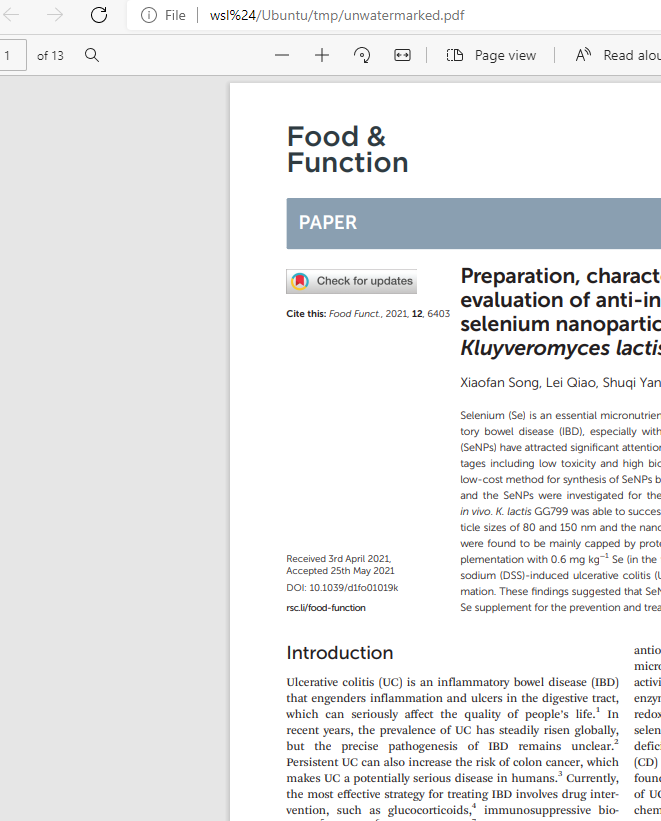 File wsl%24/Ubuntu/tmp/unwatermarked.pdf
1 of 13 Page view A Read alou
Food &
Function
PAPER
Check for updates
Cite this: Food Funct., 2021, 12, 6403
Preparation, charact
evaluation of anti-in
selenium nanopartic
Kluyveromyces lactis
Xiaofan Song, Lei Qiao, Shuqi Yan
Selenium (Se) is an essential micronutrien
tory bowel disease (IBD), especially with
(SeNPs) have attracted significant attention
tages including low toxicity and high bio
low-cost method for synthesis of SeNPs b
and the SeNPs were investigated for the
in vivo. K. lactis GG799 was able to succes
ticle sizes of 80 and 150 nm and the nano
were found to be mainly capped by prote
plementation with 0.6 mg kg⁻¹ Se (in the
sodium (DSS)-induced ulcerative colitis (U
mation. These findings suggested that SeN
Se supplement for the prevention and trea
Received 3rd April 2021,
Accepted 25th May 2021
DOI: 10.1039/d1fo01019k
rsc.li/food-function
Introduction
Ulcerative colitis (UC) is an inflammatory bowel disease (IBD)
that engenders inflammation and ulcers in the digestive tract,
which can seriously affect the quality of people's life.¹ In
recent years, the prevalence of UC has steadily risen globally,
but the precise pathogenesis of IBD remains unclear.²
Persistent UC can also increase the risk of colon cancer, which
makes UC a potentially serious disease in humans.³ Currently,
the most effective strategy for treating IBD involves drug inter-
vention, such as glucocorticoids,⁴ immunosuppressive bio-
antio
micro
activi
enzym
redox
selen
defic
(CD)
foun
of UC
chem